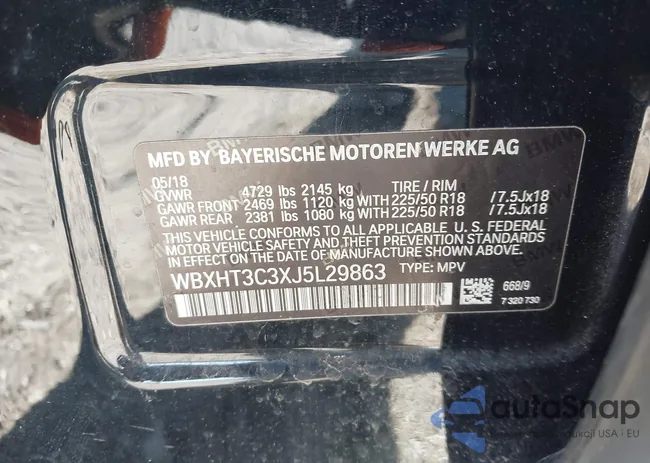 MFD BY BAYERISCHE MOTOREN WERKE AG
05/18
GVWR 4729 lbs 2145 kg TIRE / RIM
GAWR FRONT 2469 lbs 1120 kg WITH 225/50 R18 /7.5Jx18
GAWR REAR 2381 lbs 1080 kg WITH 225/50 R18 /7.5Jx18
THIS VEHICLE CONFORMS TO ALL APPLICABLE U. S. FEDERAL
MOTOR VEHICLE SAFETY AND THEFT PREVENTION STANDARDS
IN EFFECT ON THE DATE OF MANUFACTURE SHOWN ABOVE.
WBXHT3C3XJ5L29863 TYPE: MPV
668/9
7 320 730
autoSnap
aukcji USA i EU